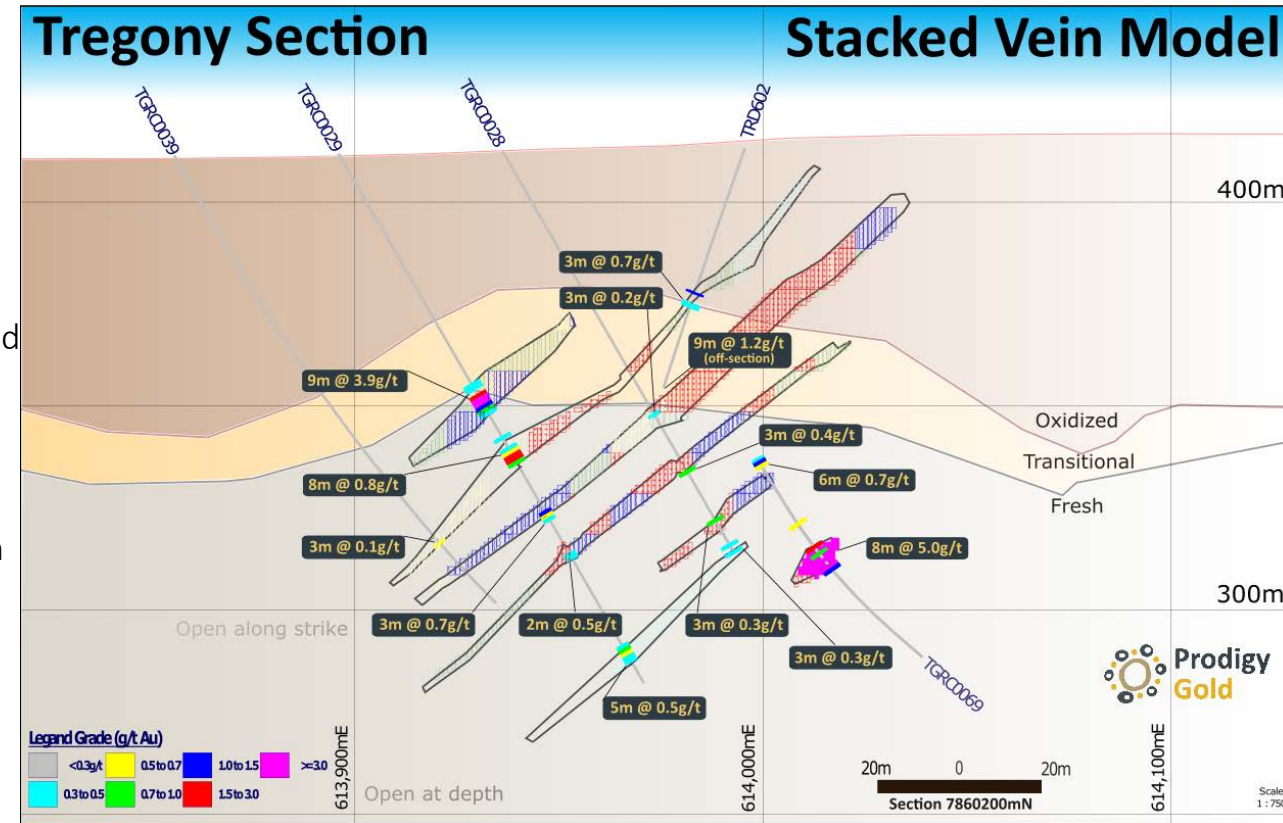 Tregony Section
Stacked Vein Model
TGRC0039
TGRC0029
TGRC0028
TRD602
400m
3m @ 0.7g/t
3m @ 0.2g/t
9m @ 1.2g/t
(off-section)
d
9m @ 3.9g/t
Oxidized
3m @ 0.4g/t
Transitional
8m @ 0.8g/t
6m @ 0.7g/t
Fresh
3m @ 0.1g/t
8m @ 5.0g/t
n
300m
Open along strike
3m @ 0.7g/t
2m @ 0.5g/t
3m @ 0.3g/t
3m @ 0.3g/t
TGRC0069
Prodigy
Gold
5m @ 0.5g/t
Legand Grade (g/t Au)
<0.3g/t
0.5 to 0.7
1.0 to 1.5
>=3.0
0.3 to 0.5
0.7 to 1.0
1.5 to 3.0
613,900mE
Open at depth
614,000mE
20m 0 20m
Section 7860200mN
614,100mE
Scale
1 : 750